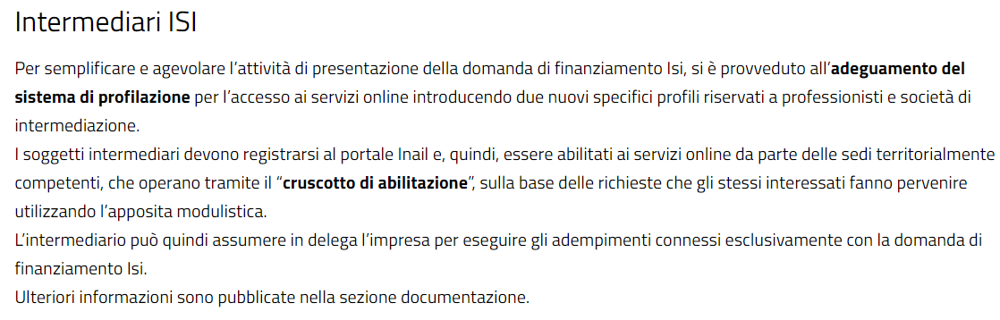 Intermediari ISI
Per semplificare e agevolare l’attività di presentazione della domanda di finanziamento Isi, si è provveduto all’adeguamento del
sistema di profilazione per l’accesso ai servizi online introducendo due nuovi specifici profili riservati a professionisti e società di
intermediazione.
I soggetti intermediari devono registrarsi al portale Inail e, quindi, essere abilitati ai servizi online da parte delle sedi territorialmente
competenti, che operano tramite il “cruscotto di abilitazione”, sulla base delle richieste che gli stessi interessati fanno pervenire
utilizzando l’apposita modulistica.
L’intermediario può quindi assumere in delega l’impresa per eseguire gli adempimenti connessi esclusivamente con la domanda di
finanziamento Isi.
Ulteriori informazioni sono pubblicate nella sezione documentazione.